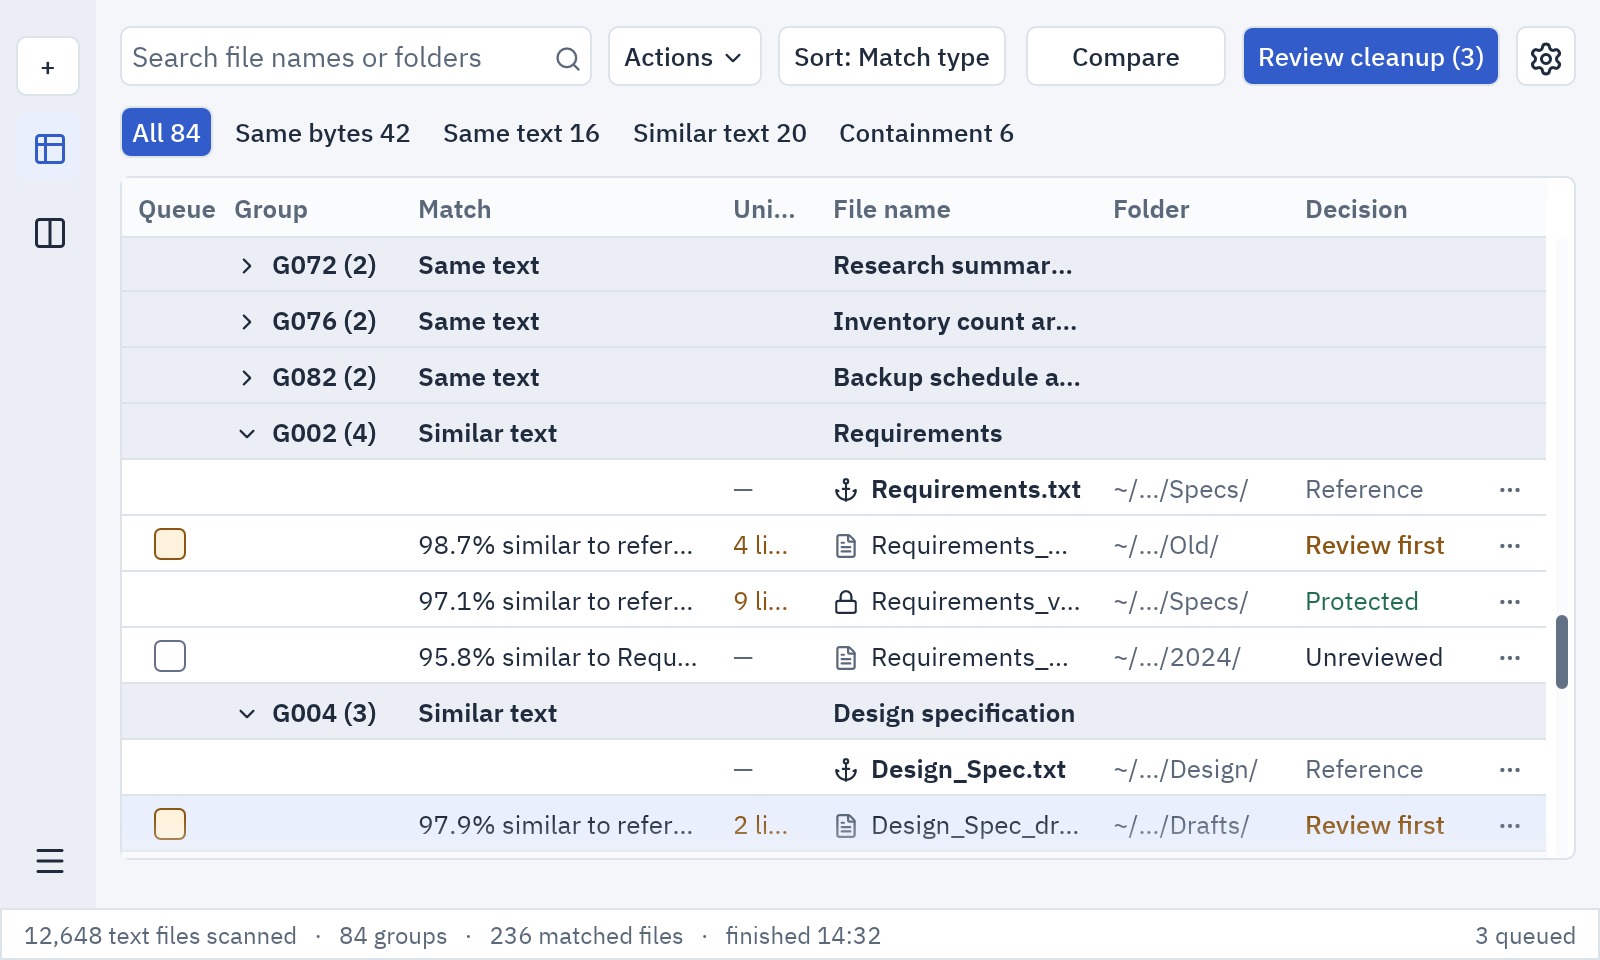 +
Search file names or folders
Actions
Sort: Match type
Compare
Review cleanup (3)
All 84
Same bytes 42
Same text 16
Similar text 20
Containment 6
Queue Group Match Uni... File name Folder Decision
G072 (2) Same text Research summar...
G076 (2) Same text Inventory count ar...
G082 (2) Same text Backup schedule a...
G002 (4) Similar text Requirements
— Requirements.txt ~/.../Specs/ Reference ...
98.7% similar to refer... 4 li... Requirements_... ~/.../Old/ Review first ...
97.1% similar to refer... 9 li... Requirements_v... ~/.../Specs/ Protected ...
95.8% similar to Requ... — Requirements_... ~/.../2024/ Unreviewed ...
G004 (3) Similar text Design specification
— Design_Spec.txt ~/.../Design/ Reference ...
97.9% similar to refer... 2 li... Design_Spec_dr... ~/.../Drafts/ Review first ...
12,648 text files scanned · 84 groups · 236 matched files · finished 14:32 3 queued